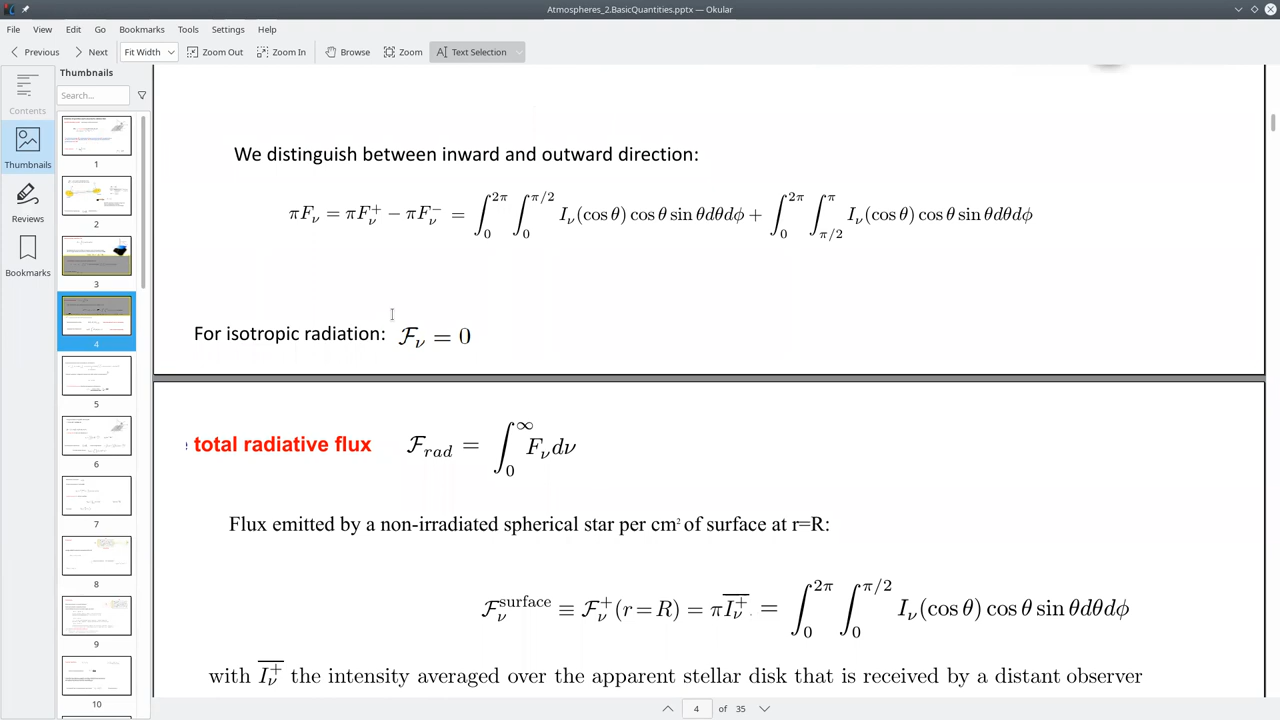 Atmospheres_2.BasicQuantities.pptx — Okular
File View Edit Go Bookmarks Tools Settings Help
Previous Next Fit Width Zoom Out Zoom In Browse Zoom Text Selection
Contents
Thumbnails
Reviews
Bookmarks
Thumbnails
Search...
1
2
3
4
5
6
7
8
9
10
We distinguish between inward and outward direction:
πF_ν = πF_ν^+ − πF_ν^− = ∫_0^{2π} ∫_0^{π/2} I_ν(cos θ) cos θ sin θdθdϕ + ∫_0^{2π} ∫_{π/2}^{π} I_ν(cos θ) cos θ sin θdθdϕ
For isotropic radiation: ℱ_ν = 0
total radiative flux ℱ_rad = ∫_0^∞ F_ν dν
Flux emitted by a non-irradiated spherical star per cm² of surface at r=R:
ℱ_ν^surface ≡ ℱ_ν^+(r = R) = π\overline{I_ν^+} = ∫_0^{2π} ∫_0^{π/2} I_ν(cos θ) cos θ sin θdθdϕ
with \overline{I_ν^+} the intensity averaged over the apparent stellar disk that is received by a distant observer
4 of 35